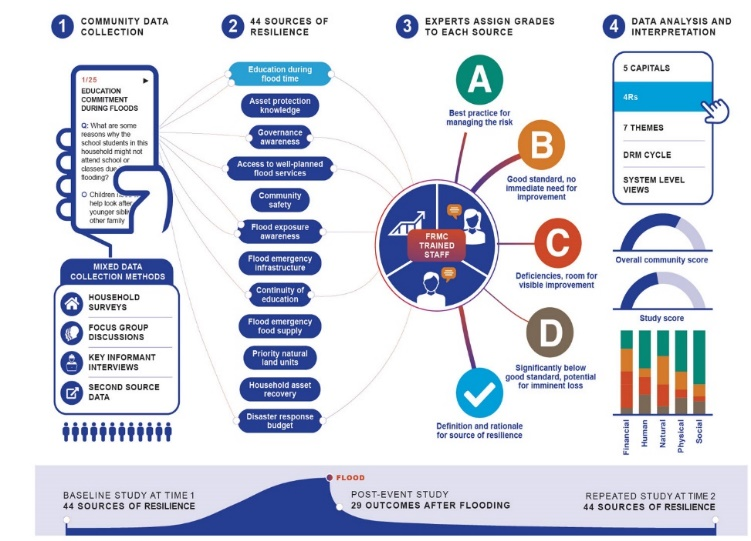 1 COMMUNITY DATA
COLLECTION
1/25
EDUCATION
COMMITMENT
DURING FLOODS
Q: What are some
reasons why the
school students in this
household might not
attend school or
classes due
flooding?
O Children
help look after
younger
other family
MIXED DATA
COLLECTION METHODS
HOUSEHOLD
SURVEYS
FOCUS GROUP
DISCUSSIONS
KEY INFORMANT
INTERVIEWS
SECOND SOURCE
DATA
2 44 SOURCES OF
RESILIENCE
Education during
flood time
Asset protection
knowledge
Governance
awareness
Access to well-planned
flood services
Community
safety
Flood exposure
awareness
Flood emergency
infrastructure
Continuity of
education
Flood emergency
food supply
Priority natural
land units
Household asset
recovery
Disaster response
budget
3 EXPERTS ASSIGN GRADES
TO EACH SOURCE
FRMC
TRAINED
STAFF
A
Best practice for
managing the risk
B
Good standard, no
immediate need for
improvement
C
Deficiencies, room for
visible improvement
D
Significantly below
good standard, potential
for imminent loss
Definition and rationale
for source of resilience
4 DATA ANALYSIS AND
INTERPRETATION
5 CAPITALS
4Rs
7 THEMES
DRM CYCLE
SYSTEM LEVEL
VIEWS
Overall community score
Study score
Financial
Human
Natural
Physical
Social
BASELINE STUDY AT TIME 1
44 SOURCES OF RESILIENCE
FLOOD
POST-EVENT STUDY
29 OUTCOMES AFTER FLOODING
REPEATED STUDY AT TIME 2
44 SOURCES OF RESILIENCE